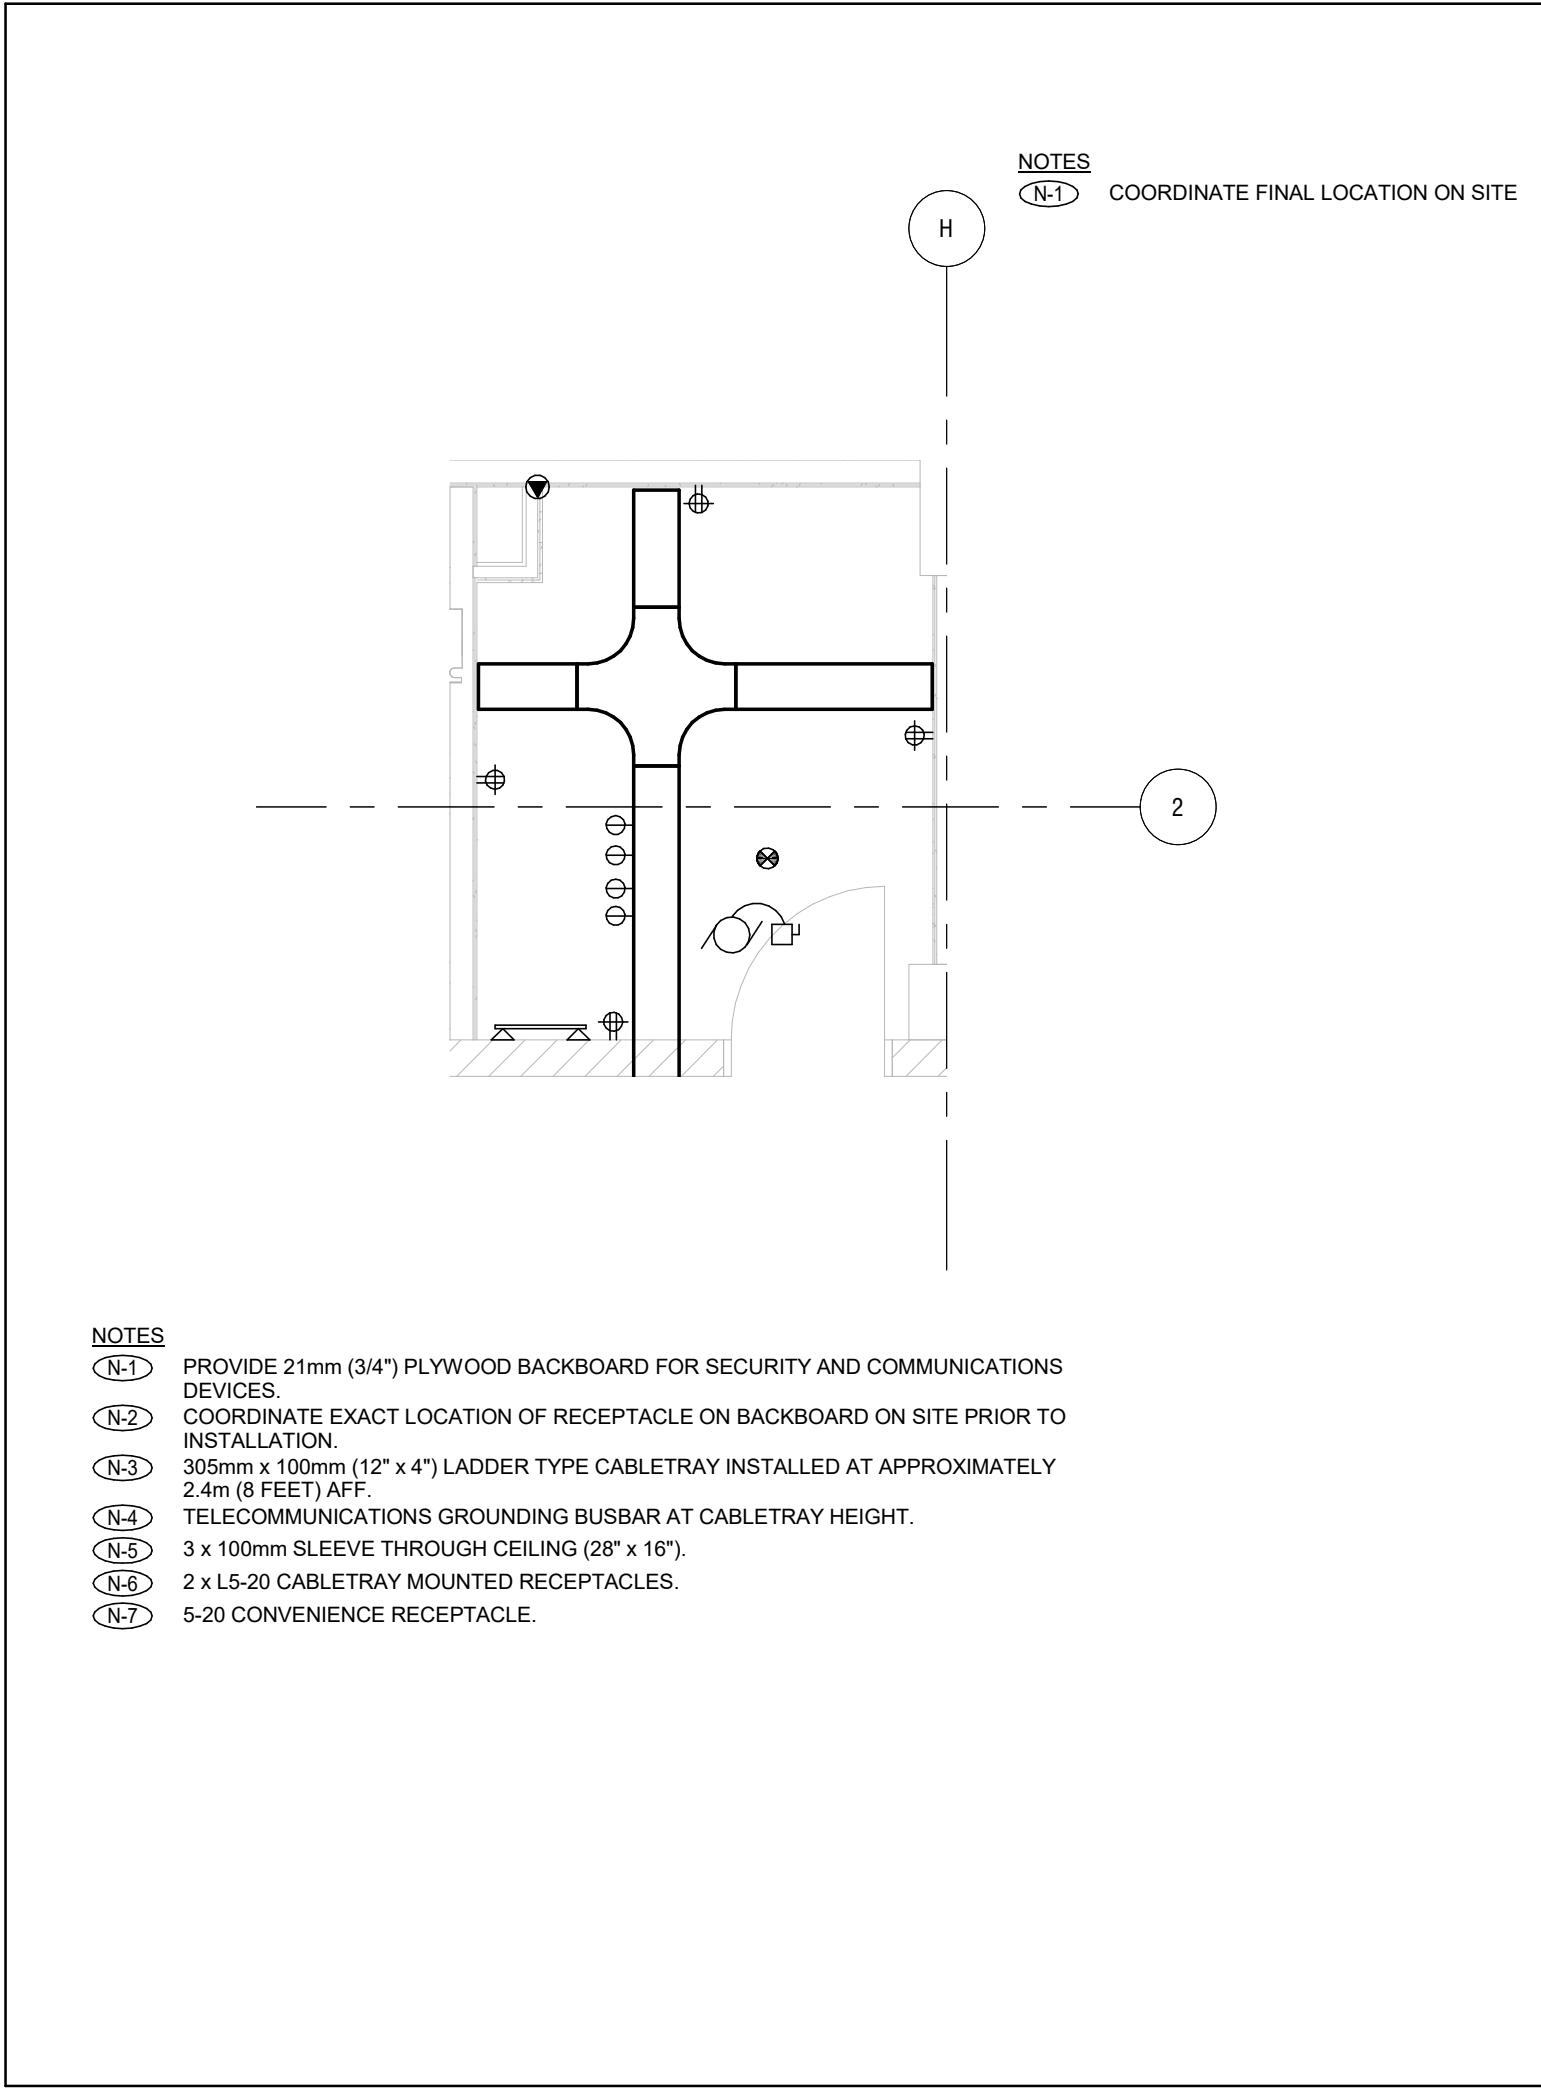 NOTES
N-1 COORDINATE FINAL LOCATION ON SITE
H
2
NOTES
N-1 PROVIDE 21mm (3/4") PLYWOOD BACKBOARD FOR SECURITY AND COMMUNICATIONS
DEVICES.
N-2 COORDINATE EXACT LOCATION OF RECEPTACLE ON BACKBOARD ON SITE PRIOR TO
INSTALLATION.
N-3 305mm x 100mm (12" x 4") LADDER TYPE CABLETRAY INSTALLED AT APPROXIMATELY
2.4m (8 FEET) AFF.
N-4 TELECOMMUNICATIONS GROUNDING BUSBAR AT CABLETRAY HEIGHT.
N-5 3 x 100mm SLEEVE THROUGH CEILING (28" x 16").
N-6 2 x L5-20 CABLETRAY MOUNTED RECEPTACLES.
N-7 5-20 CONVENIENCE RECEPTACLE.